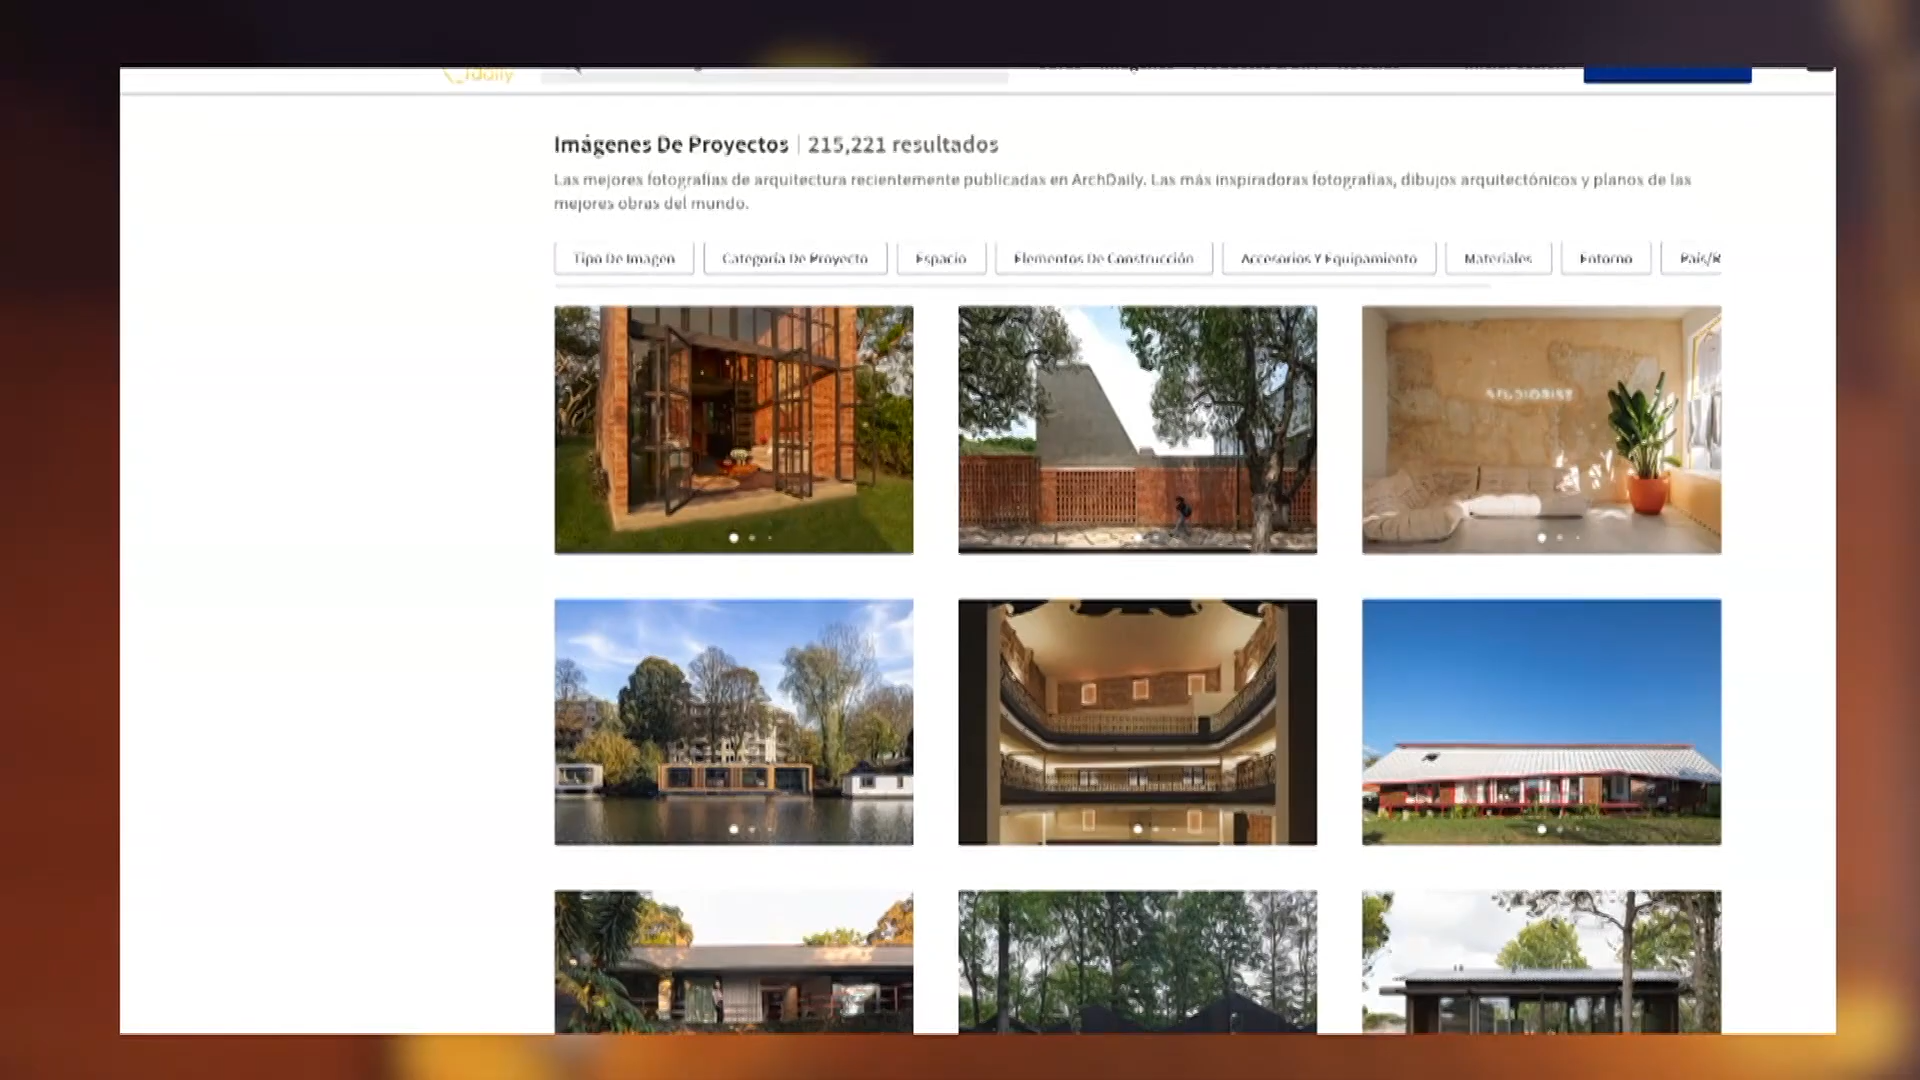 Imágenes De Proyectos | 215,221 resultados
Las mejores fotografías de arquitectura recientemente publicadas en ArchDaily. Las más inspiradoras fotografías, dibujos arquitectónicos y planos de las
mejores obras del mundo.
Tipo De Imagen Categoría De Proyecto Espacio Elementos De Construcción Accesorios Y Equipamiento Materiales Entorno País/R